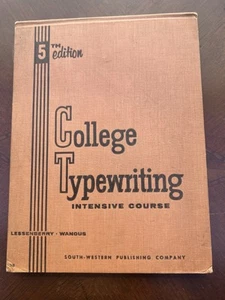 5TH
edition
College
Typewriting
INTENSIVE COURSE
LESSENBERRY - WANOUS
SOUTH-WESTERN PUBLISHING COMPANY